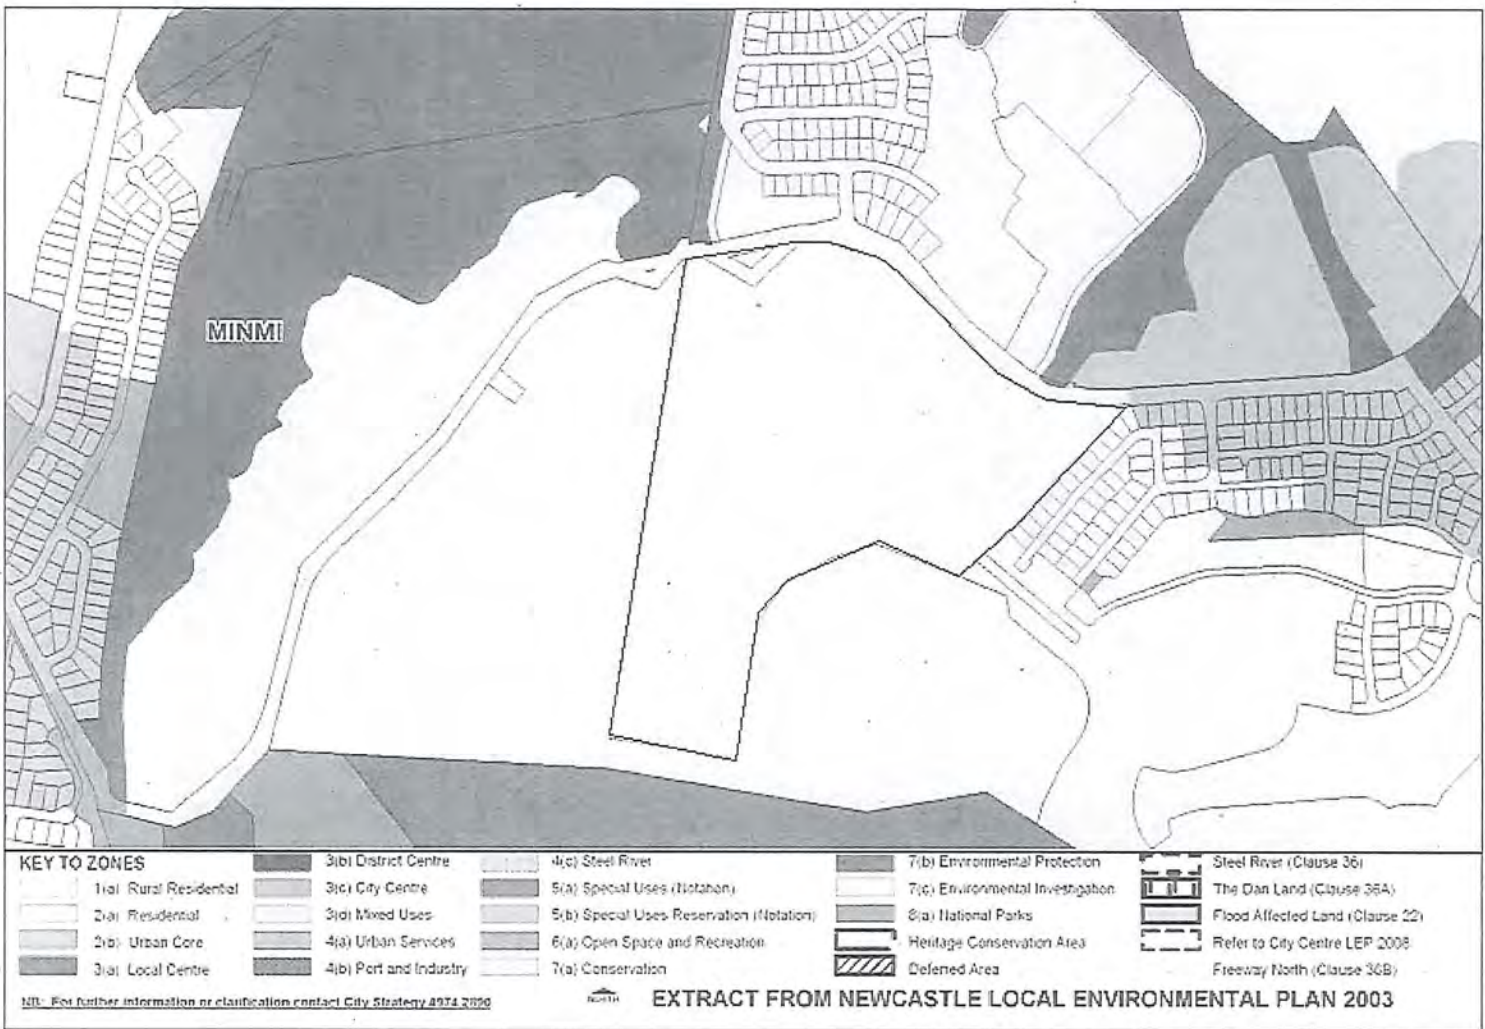 MINMI
KEY TO ZONES
1(a) Rural Residential
2(a) Residential
2(b) Urban Core
3(a) Local Centre
3(b) District Centre
3(c) City Centre
3(d) Mixed Uses
4(a) Urban Services
4(b) Port and Industry
4(c) Steel River
5(a) Special Uses (Notation)
5(b) Special Uses Reservation (Notation)
6(a) Open Space and Recreation
7(a) Conservation
7(b) Environmental Protection
7(c) Environmental Investigation
8(a) National Parks
Heritage Conservation Area
Deferred Area
Steel River (Clause 36)
The Dan Land (Clause 36A)
Flood Affected Land (Clause 22)
Refer to City Centre LEP 2008
Freeway North (Clause 36B)
NB: For further information or clarification contact City Strategy 4974 2890
NORTH
EXTRACT FROM NEWCASTLE LOCAL ENVIRONMENTAL PLAN 2003